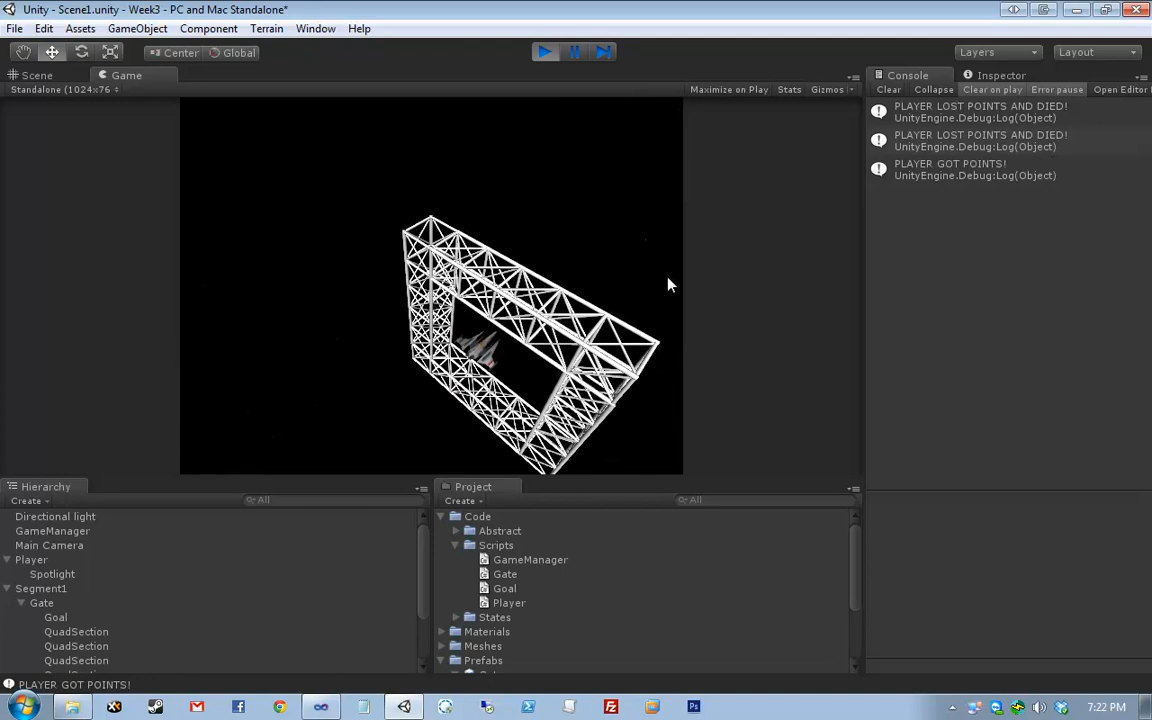 Unity - Scene1.unity - Week3 - PC and Mac Standalone*
File Edit Assets GameObject Component Terrain Window Help
Center Global Layers Layout
Scene Game Console Inspector
Standalone (1024x76 Maximize on Play Stats Gizmos Clear Collapse Clear on play Error pause Open Editor
PLAYER LOST POINTS AND DIED!
UnityEngine.Debug:Log(Object)
PLAYER LOST POINTS AND DIED!
UnityEngine.Debug:Log(Object)
PLAYER GOT POINTS!
UnityEngine.Debug:Log(Object)
Hierarchy
Create All
Directional light
GameManager
Main Camera
Player
Spotlight
Segment1
Gate
Goal
QuadSection
QuadSection
QuadSection
Project
Create All
Code
Abstract
Scripts
GameManager
Gate
Goal
Player
States
Materials
Meshes
Prefabs
PLAYER GOT POINTS!
7:22 PM